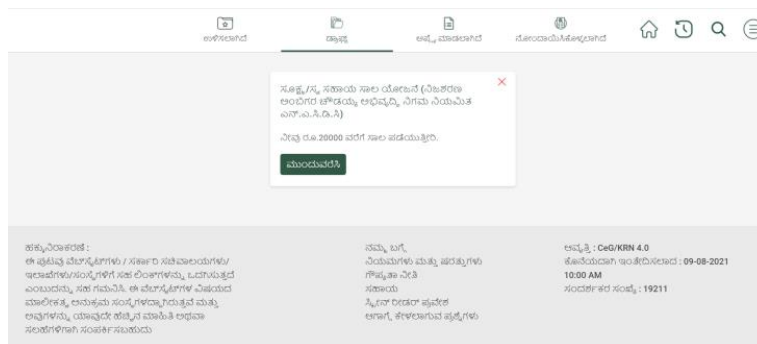 ಉಳಿಸಲಾಗಿದೆ
ಡ್ರಾಫ್ಟ್
ಅಪ್ಲೈ ಮಾಡಲಾಗಿದೆ
ನೋಂದಾಯಿಸಿಕೊಳ್ಳಲಾಗಿದೆ
ಸೂಕ್ಷ್ಮ/ಸ್ವ ಸಹಾಯ ಸಾಲ ಯೋಜನೆ (ನಿಜಶರಣ
ಅಂಬಿಗರ ಚೌಡಯ್ಯ ಅಭಿವೃದ್ಧಿ ನಿಗಮ ನಿಯಮಿತ
ಎನ್.ಎ.ಸಿ.ಡಿ.ಸಿ)
ನೀವು ರೂ.20000 ವರೆಗೆ ಸಾಲ ಪಡೆಯುತ್ತೀರಿ.
ಮುಂದುವರೆಸಿ
ಹಕ್ಕುನಿರಾಕರಣೆ :
ಈ ಪುಟವು ವೆಬ್‌ಸೈಟ್‌ಗಳು / ಸರ್ಕಾರಿ ಸಚಿವಾಲಯಗಳು/
ಇಲಾಖೆಗಳು/ಸಂಸ್ಥೆಗಳಿಗೆ ಸಹ ಲಿಂಕ್‌ಗಳನ್ನು ಒದಗಿಸುತ್ತದೆ
ಎಂಬುದನ್ನು ಸಹ ಗಮನಿಸಿ. ಈ ವೆಬ್‌ಸೈಟ್‌ಗಳ ವಿಷಯದ
ಮಾಲೀಕತ್ವ ಅನುಕ್ರಮ ಸಂಸ್ಥೆಗಳದ್ದಾಗಿರುತ್ತವೆ ಮತ್ತು
ಅವುಗಳನ್ನು ಯಾವುದೇ ಹೆಚ್ಚಿನ ಮಾಹಿತಿ ಅಥವಾ
ಸಲಹೆಗಳಿಗಾಗಿ ಸಂಪರ್ಕಿಸಬಹುದು
ನಮ್ಮ ಬಗ್ಗೆ
ನಿಯಮಗಳು ಮತ್ತು ಷರತ್ತುಗಳು
ಗೌಪ್ಯತಾ ನೀತಿ
ಸಹಾಯ
ಸ್ಕ್ರೀನ್ ರೀಡರ್ ಪ್ರವೇಶ
ಆಗಾಗ್ಗೆ ಕೇಳಲಾಗುವ ಪ್ರಶ್ನೆಗಳು
ಆವೃತ್ತಿ : CeG/KRN 4.0
ಕೊನೆಯದಾಗಿ ಇಂತೇದಿಸಲಾದ : 09-08-2021
10:00 AM
ಸಂದರ್ಶಕರ ಸಂಖ್ಯೆ : 19211